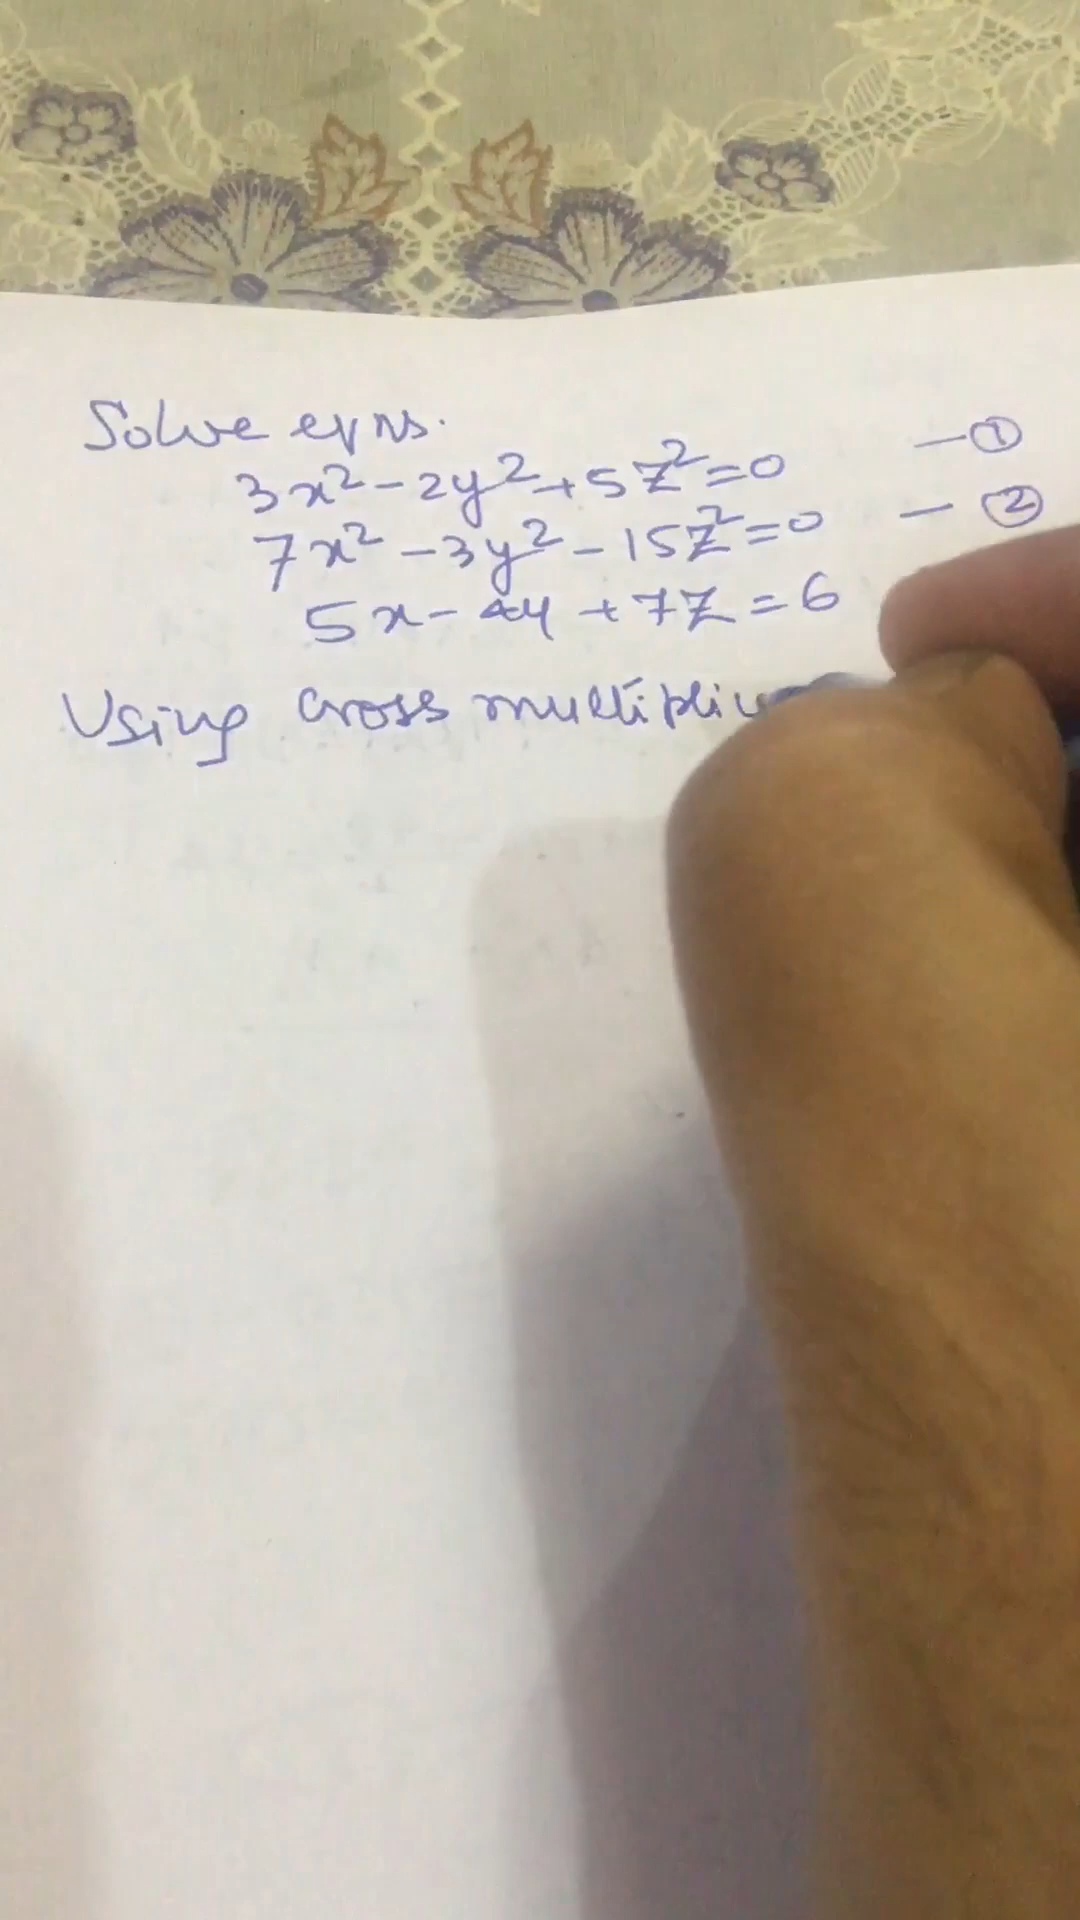 Solve eqns.
3x²-2y²+5z²=0 -①
7x²-3y²-15z²=0 -②
5x-4y+7z=6
Using cross